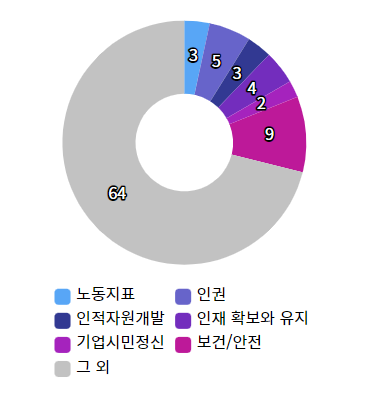 3
5
3
4
2
9
64
노동지표
인권
인적자원개발
인재 확보와 유지
기업시민정신
보건/안전
그 외